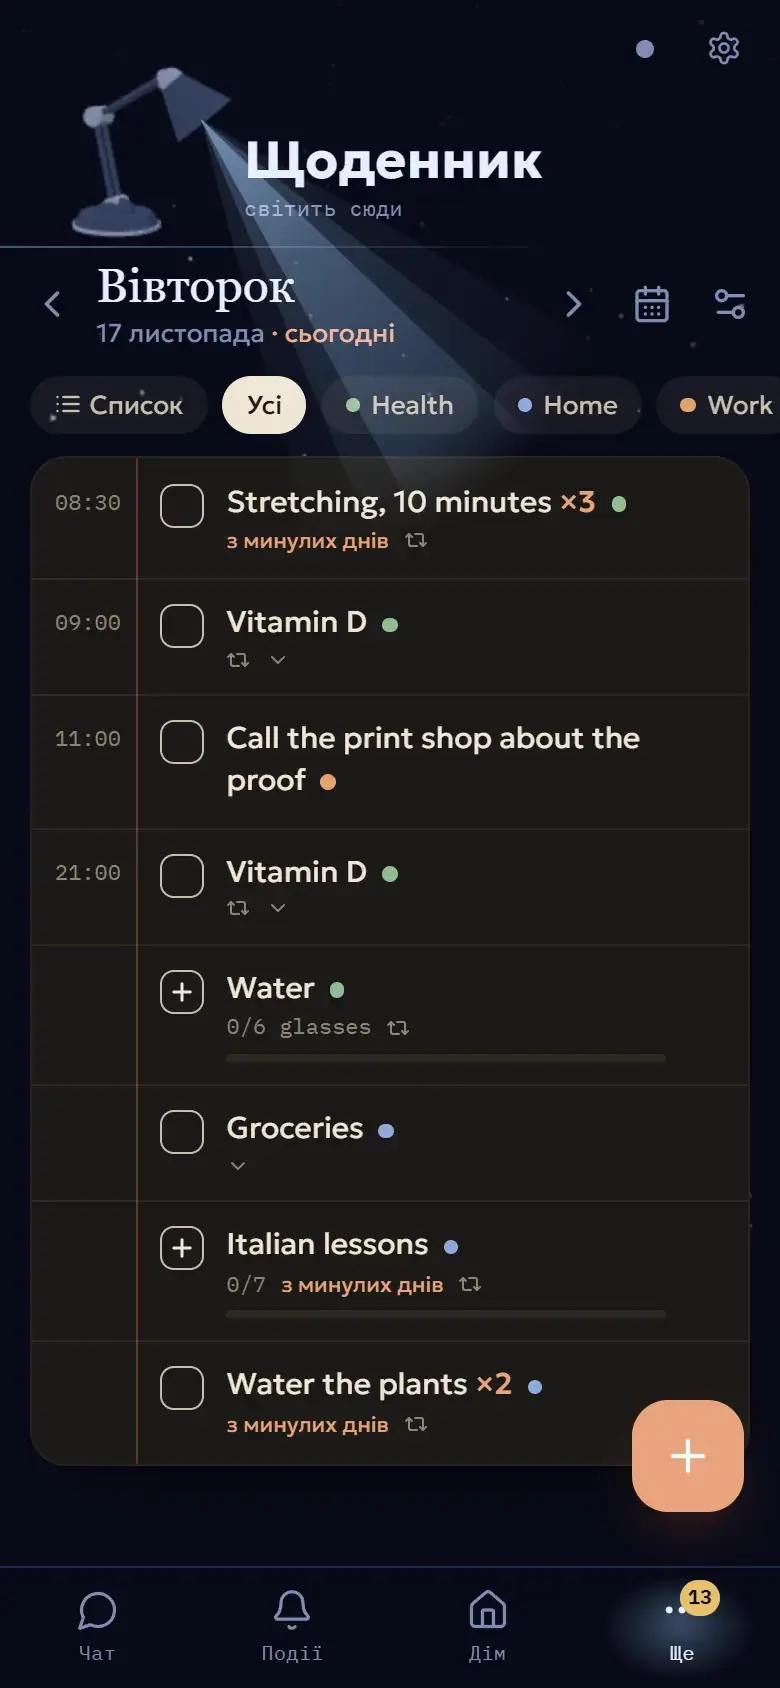 Щоденник
світить сюди
Вівторок
17 листопада · сьогодні
Список
Усі
Health
Home
Work
08:30
Stretching, 10 minutes ×3
з минулих днів
09:00
Vitamin D
11:00
Call the print shop about the
proof
21:00
Vitamin D
Water
0/6 glasses
Groceries
Italian lessons
0/7 з минулих днів
Water the plants ×2
з минулих днів
13
Чат
Події
Дім
Ще